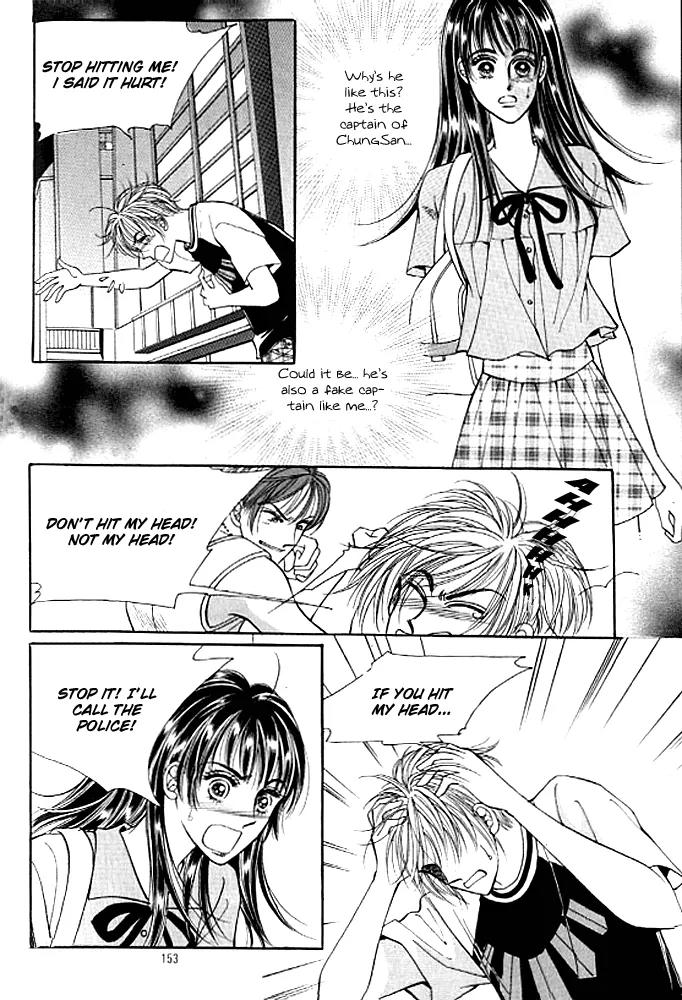 STOP HITTING ME!
I SAID IT HURT!
Why's he
like this?
He's the
captain of
ChungSan...
Could it be... he's
also a fake cap-
tain like me...?
DON'T HIT MY HEAD!
NOT MY HEAD!
AHHHHK
STOP IT! I'LL
CALL THE
POLICE!
IF YOU HIT
MY HEAD...
153